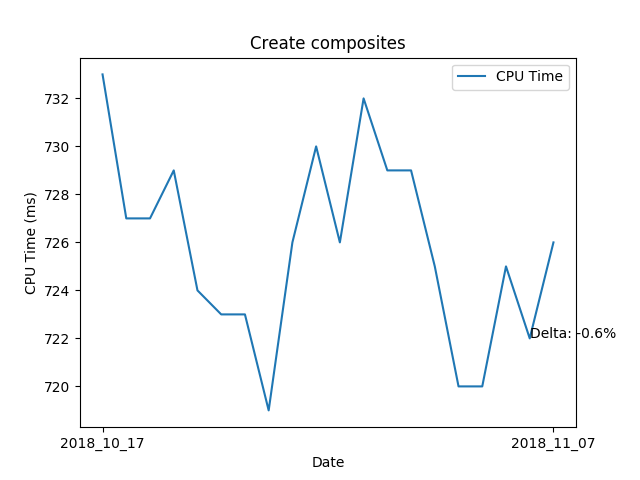 Create composites
CPU Time
732
730
728
726
724
722
720
CPU Time (ms)
Delta: -0.6%
2018_10_17
2018_11_07
Date